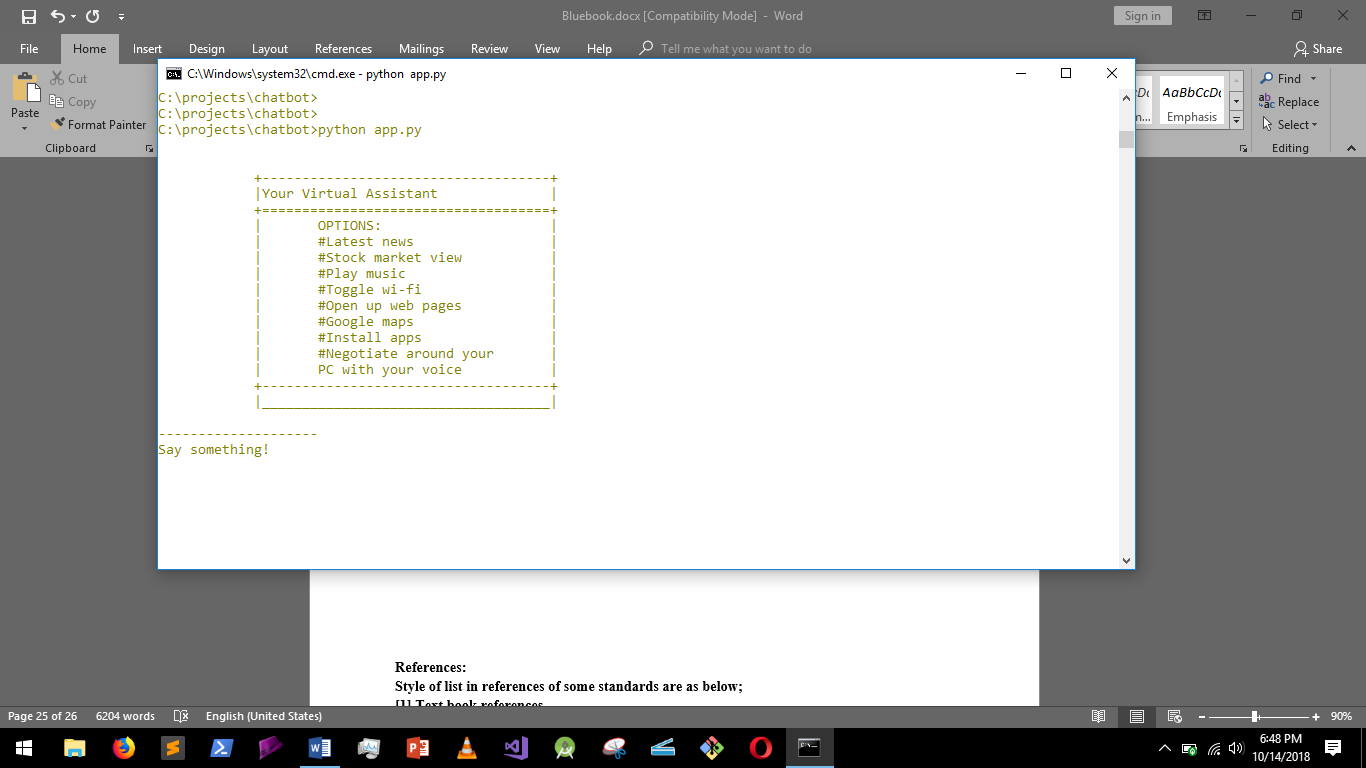 Bluebook.docx [Compatibility Mode] - Word
Sign in
File Home Insert Design Layout References Mailings Review View Help Tell me what you want to do Share
Paste
Cut
Copy
Format Painter
Clipboard
AaBbCcDc
Emphasis
Find
Replace
Select
Editing
C:\Windows\system32\cmd.exe - python app.py
C:\projects\chatbot>
C:\projects\chatbot>
C:\projects\chatbot>python app.py
+------------------------------------+
|Your Virtual Assistant |
+====================================+
| OPTIONS: |
| #Latest news |
| #Stock market view |
| #Play music |
| #Toggle wi-fi |
| #Open up web pages |
| #Google maps |
| #Install apps |
| #Negotiate around your |
| PC with your voice |
+------------------------------------+
|____________________________________|
--------------------
Say something!
References:
Style of list in references of some standards are as below;
[1] Text book references
Page 25 of 26 6204 words English (United States) 90%
6:48 PM
10/14/2018